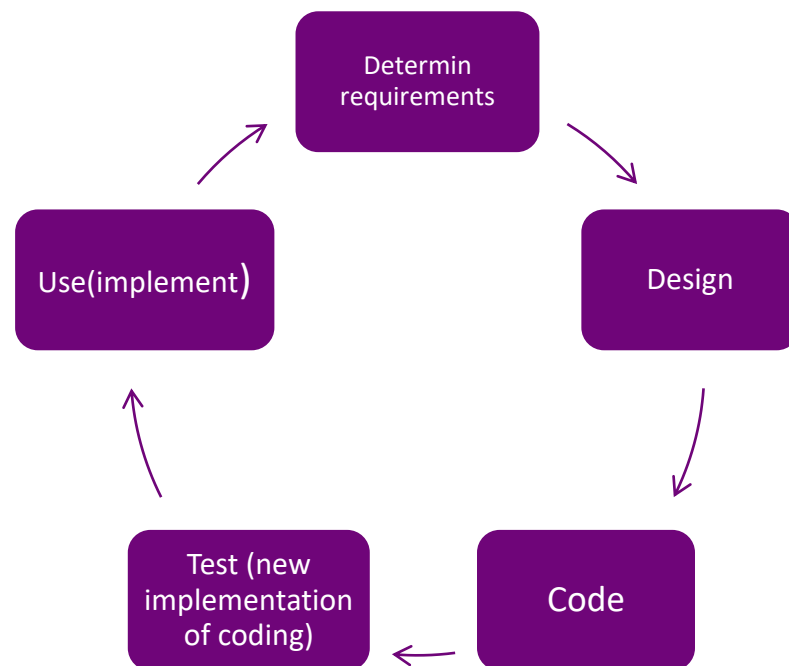 Determin
requirements
Design
Code
Test (new
implementation
of coding)
Use(implement)